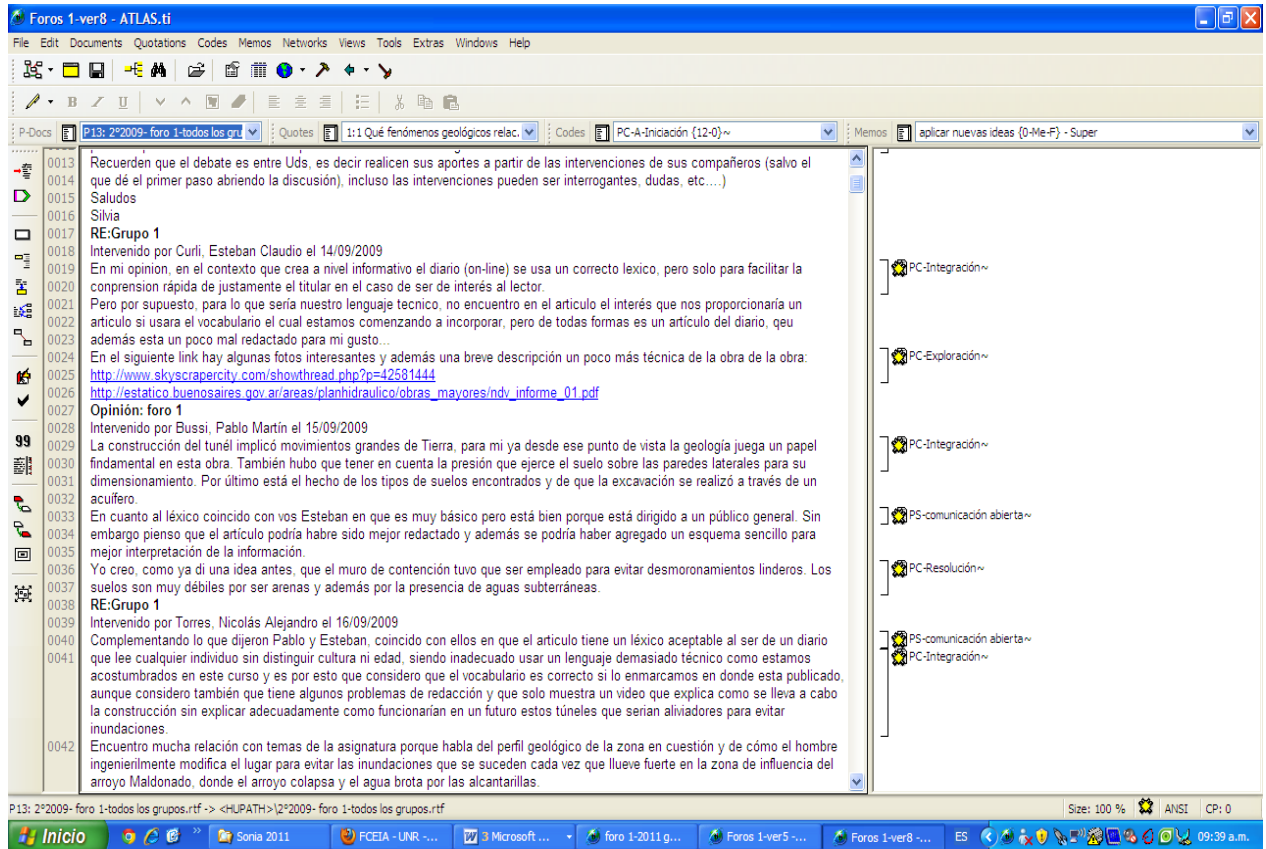 Foros 1-ver8 - ATLAS.ti
File Edit Documents Quotations Codes Memos Networks Views Tools Extras Windows Help
B I U
P-Docs P13: 2º2009- foro 1-todos los gru Quotes 1:1 Qué fenómenos geológicos relac. Codes PC-A-Iniciación {12-0}~ Memos aplicar nuevas ideas {0-Me-F} - Super
0013 Recuerden que el debate es entre Uds, es decir realicen sus aportes a partir de las intervenciones de sus compañeros (salvo el
0014 que dé el primer paso abriendo la discusión), incluso las intervenciones pueden ser interrogantes, dudas, etc....)
0015 Saludos
0016 Silvia
0017 RE:Grupo 1
0018 Intervenido por Curli, Esteban Claudio el 14/09/2009
0019 En mi opinion, en el contexto que crea a nivel informativo el diario (on-line) se usa un correcto lexico, pero solo para facilitar la PC-Integración~
0020 conprension rápida de justamente el titular en el caso de ser de interés al lector.
0021 Pero por supuesto, para lo que sería nuestro lenguaje tecnico, no encuentro en el articulo el interés que nos proporcionaría un
0022 articulo si usara el vocabulario el cual estamos comenzando a incorporar, pero de todas formas es un artículo del diario, qeu
0023 además esta un poco mal redactado para mi gusto...
0024 En el siguiente link hay algunas fotos interesantes y además una breve descripción un poco más técnica de la obra de la obra: PC-Exploración~
0025 http://www.skyscrapercity.com/showthread.php?p=42581444
0026 http://estatico.buenosaires.gov.ar/areas/planhidraulico/obras_mayores/ndv_informe_01.pdf
0027 Opinión: foro 1
0028 Intervenido por Bussi, Pablo Martín el 15/09/2009
0029 La construcción del tunél implicó movimientos grandes de Tierra, para mi ya desde ese punto de vista la geología juega un papel PC-Integración~
0030 findamental en esta obra. También hubo que tener en cuenta la presión que ejerce el suelo sobre las paredes laterales para su
0031 dimensionamiento. Por último está el hecho de los tipos de suelos encontrados y de que la excavación se realizó a través de un
0032 acuífero.
0033 En cuanto al léxico coincido con vos Esteban en que es muy básico pero está bien porque está dirigido a un público general. Sin PS-comunicación abierta~
0034 embargo pienso que el artículo podría habre sido mejor redactado y además se podría haber agregado un esquema sencillo para
0035 mejor interpretación de la información.
0036 Yo creo, como ya di una idea antes, que el muro de contención tuvo que ser empleado para evitar desmoronamientos linderos. Los PC-Resolución~
0037 suelos son muy débiles por ser arenas y además por la presencia de aguas subterráneas.
0038 RE:Grupo 1
0039 Intervenido por Torres, Nicolás Alejandro el 16/09/2009
0040 Complementando lo que dijeron Pablo y Esteban, coincido con ellos en que el articulo tiene un léxico aceptable al ser de un diario PS-comunicación abierta~
0041 que lee cualquier individuo sin distinguir cultura ni edad, siendo inadecuado usar un lenguaje demasiado técnico como estamos PC-Integración~
acostumbrados en este curso y es por esto que considero que el vocabulario es correcto si lo enmarcamos en donde esta publicado,
aunque considero también que tiene algunos problemas de redacción y que solo muestra un video que explica como se lleva a cabo
la construcción sin explicar adecuadamente como funcionarían en un futuro estos túneles que serian aliviadores para evitar
inundaciones.
0042 Encuentro mucha relación con temas de la asignatura porque habla del perfil geológico de la zona en cuestión y de cómo el hombre
ingenierilmente modifica el lugar para evitar las inundaciones que se suceden cada vez que llueve fuerte en la zona de influencia del
arroyo Maldonado, donde el arroyo colapsa y el agua brota por las alcantarillas.
99
P13: 2º2009- foro 1-todos los grupos.rtf -> <HUPATH>\2º2009- foro 1-todos los grupos.rtf Size: 100 % ANSI CP: 0
Inicio Sonia 2011 FCEIA - UNR -... 3 Microsoft ... foro 1-2011 g... Foros 1-ver5 -... Foros 1-ver8 -... ES 09:39 a.m.